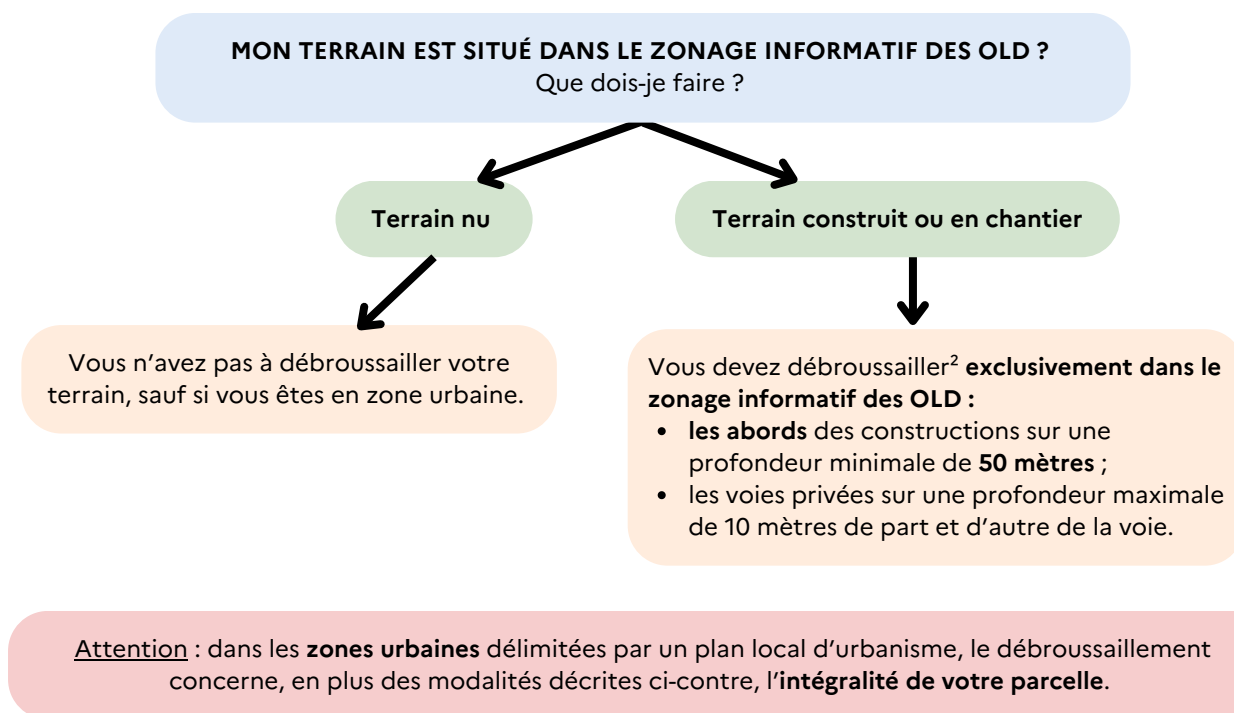 MON TERRAIN EST SITUÉ DANS LE ZONAGE INFORMATIF DES OLD ?
Que dois-je faire ?
Terrain nu
Terrain construit ou en chantier
Vous n’avez pas à débroussailler votre
terrain, sauf si vous êtes en zone urbaine.
Vous devez débroussailler² exclusivement dans le
zonage informatif des OLD :
• les abords des constructions sur une
profondeur minimale de 50 mètres ;
• les voies privées sur une profondeur maximale
de 10 mètres de part et d’autre de la voie.
Attention : dans les zones urbaines délimitées par un plan local d’urbanisme, le débroussaillement
concerne, en plus des modalités décrites ci-contre, l’intégralité de votre parcelle.